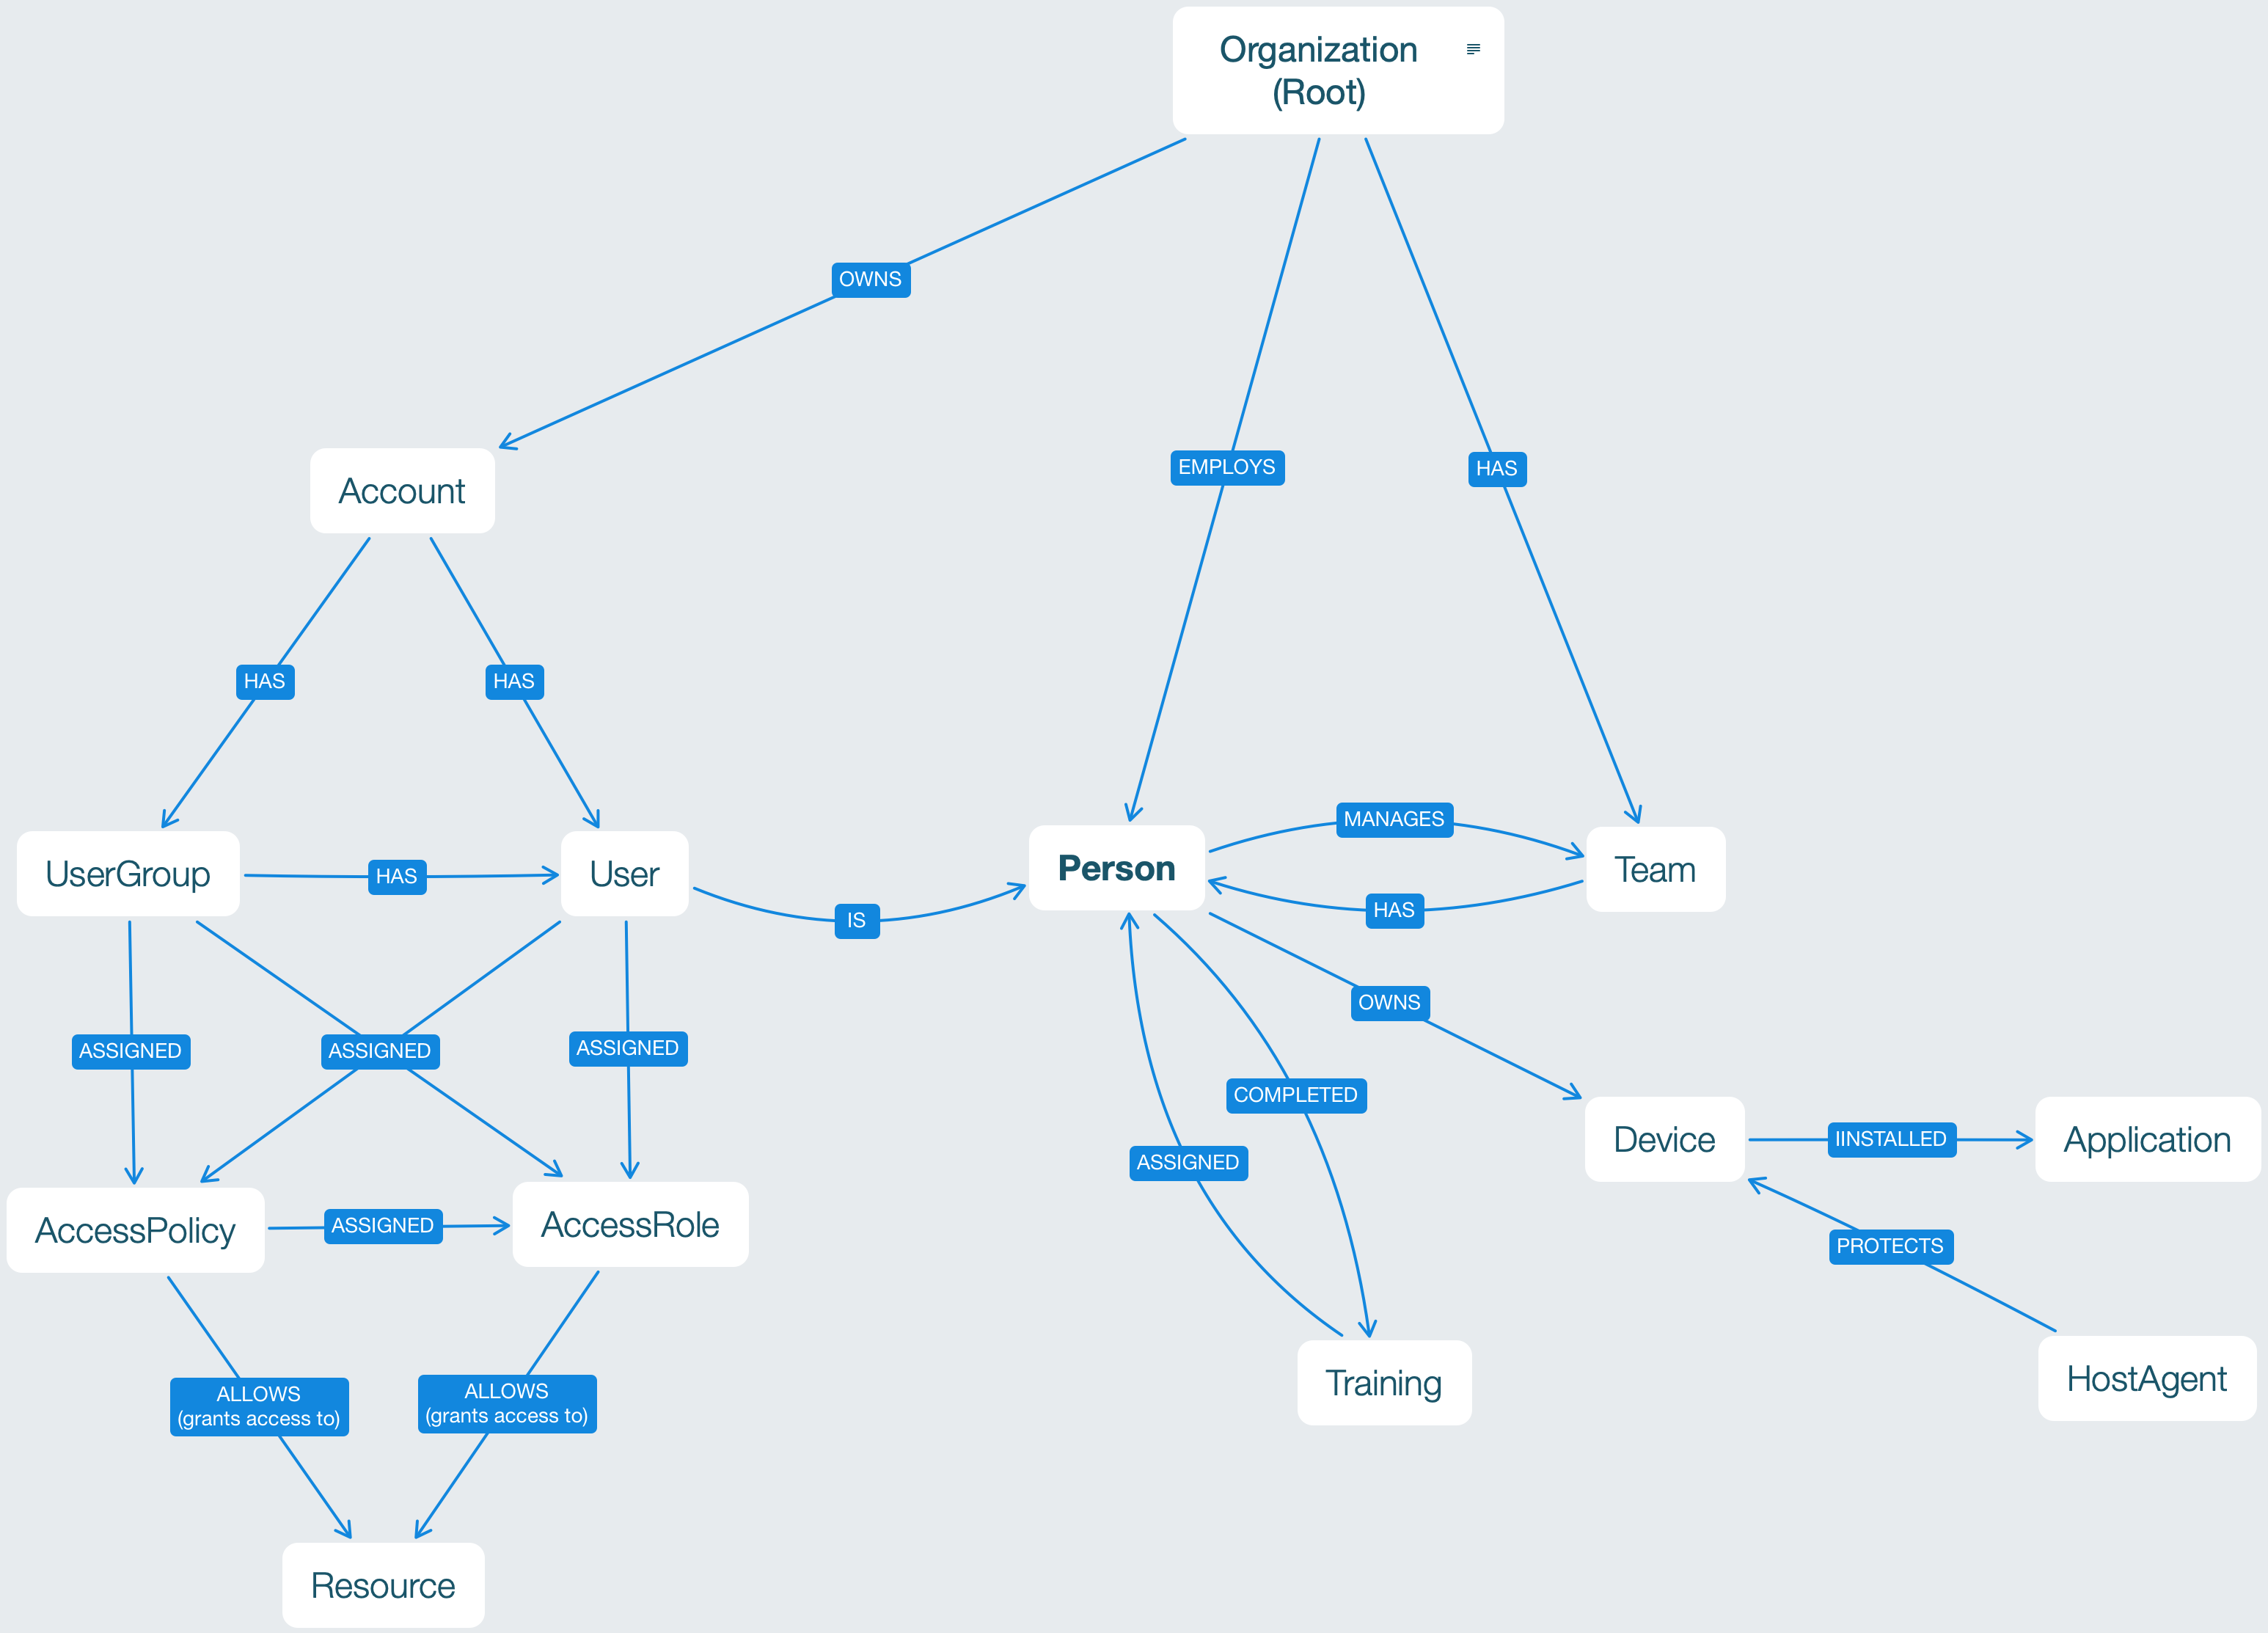 Organization
(Root)
OWNS
EMPLOYS
HAS
Account
HAS
HAS
MANAGES
UserGroup
HAS
User
IS
Person
Team
HAS
OWNS
ASSIGNED
ASSIGNED
ASSIGNED
COMPLETED
ASSIGNED
Device
IINSTALLED
Application
AccessPolicy
ASSIGNED
AccessRole
PROTECTS
ALLOWS
(grants access to)
ALLOWS
(grants access to)
Training
HostAgent
Resource